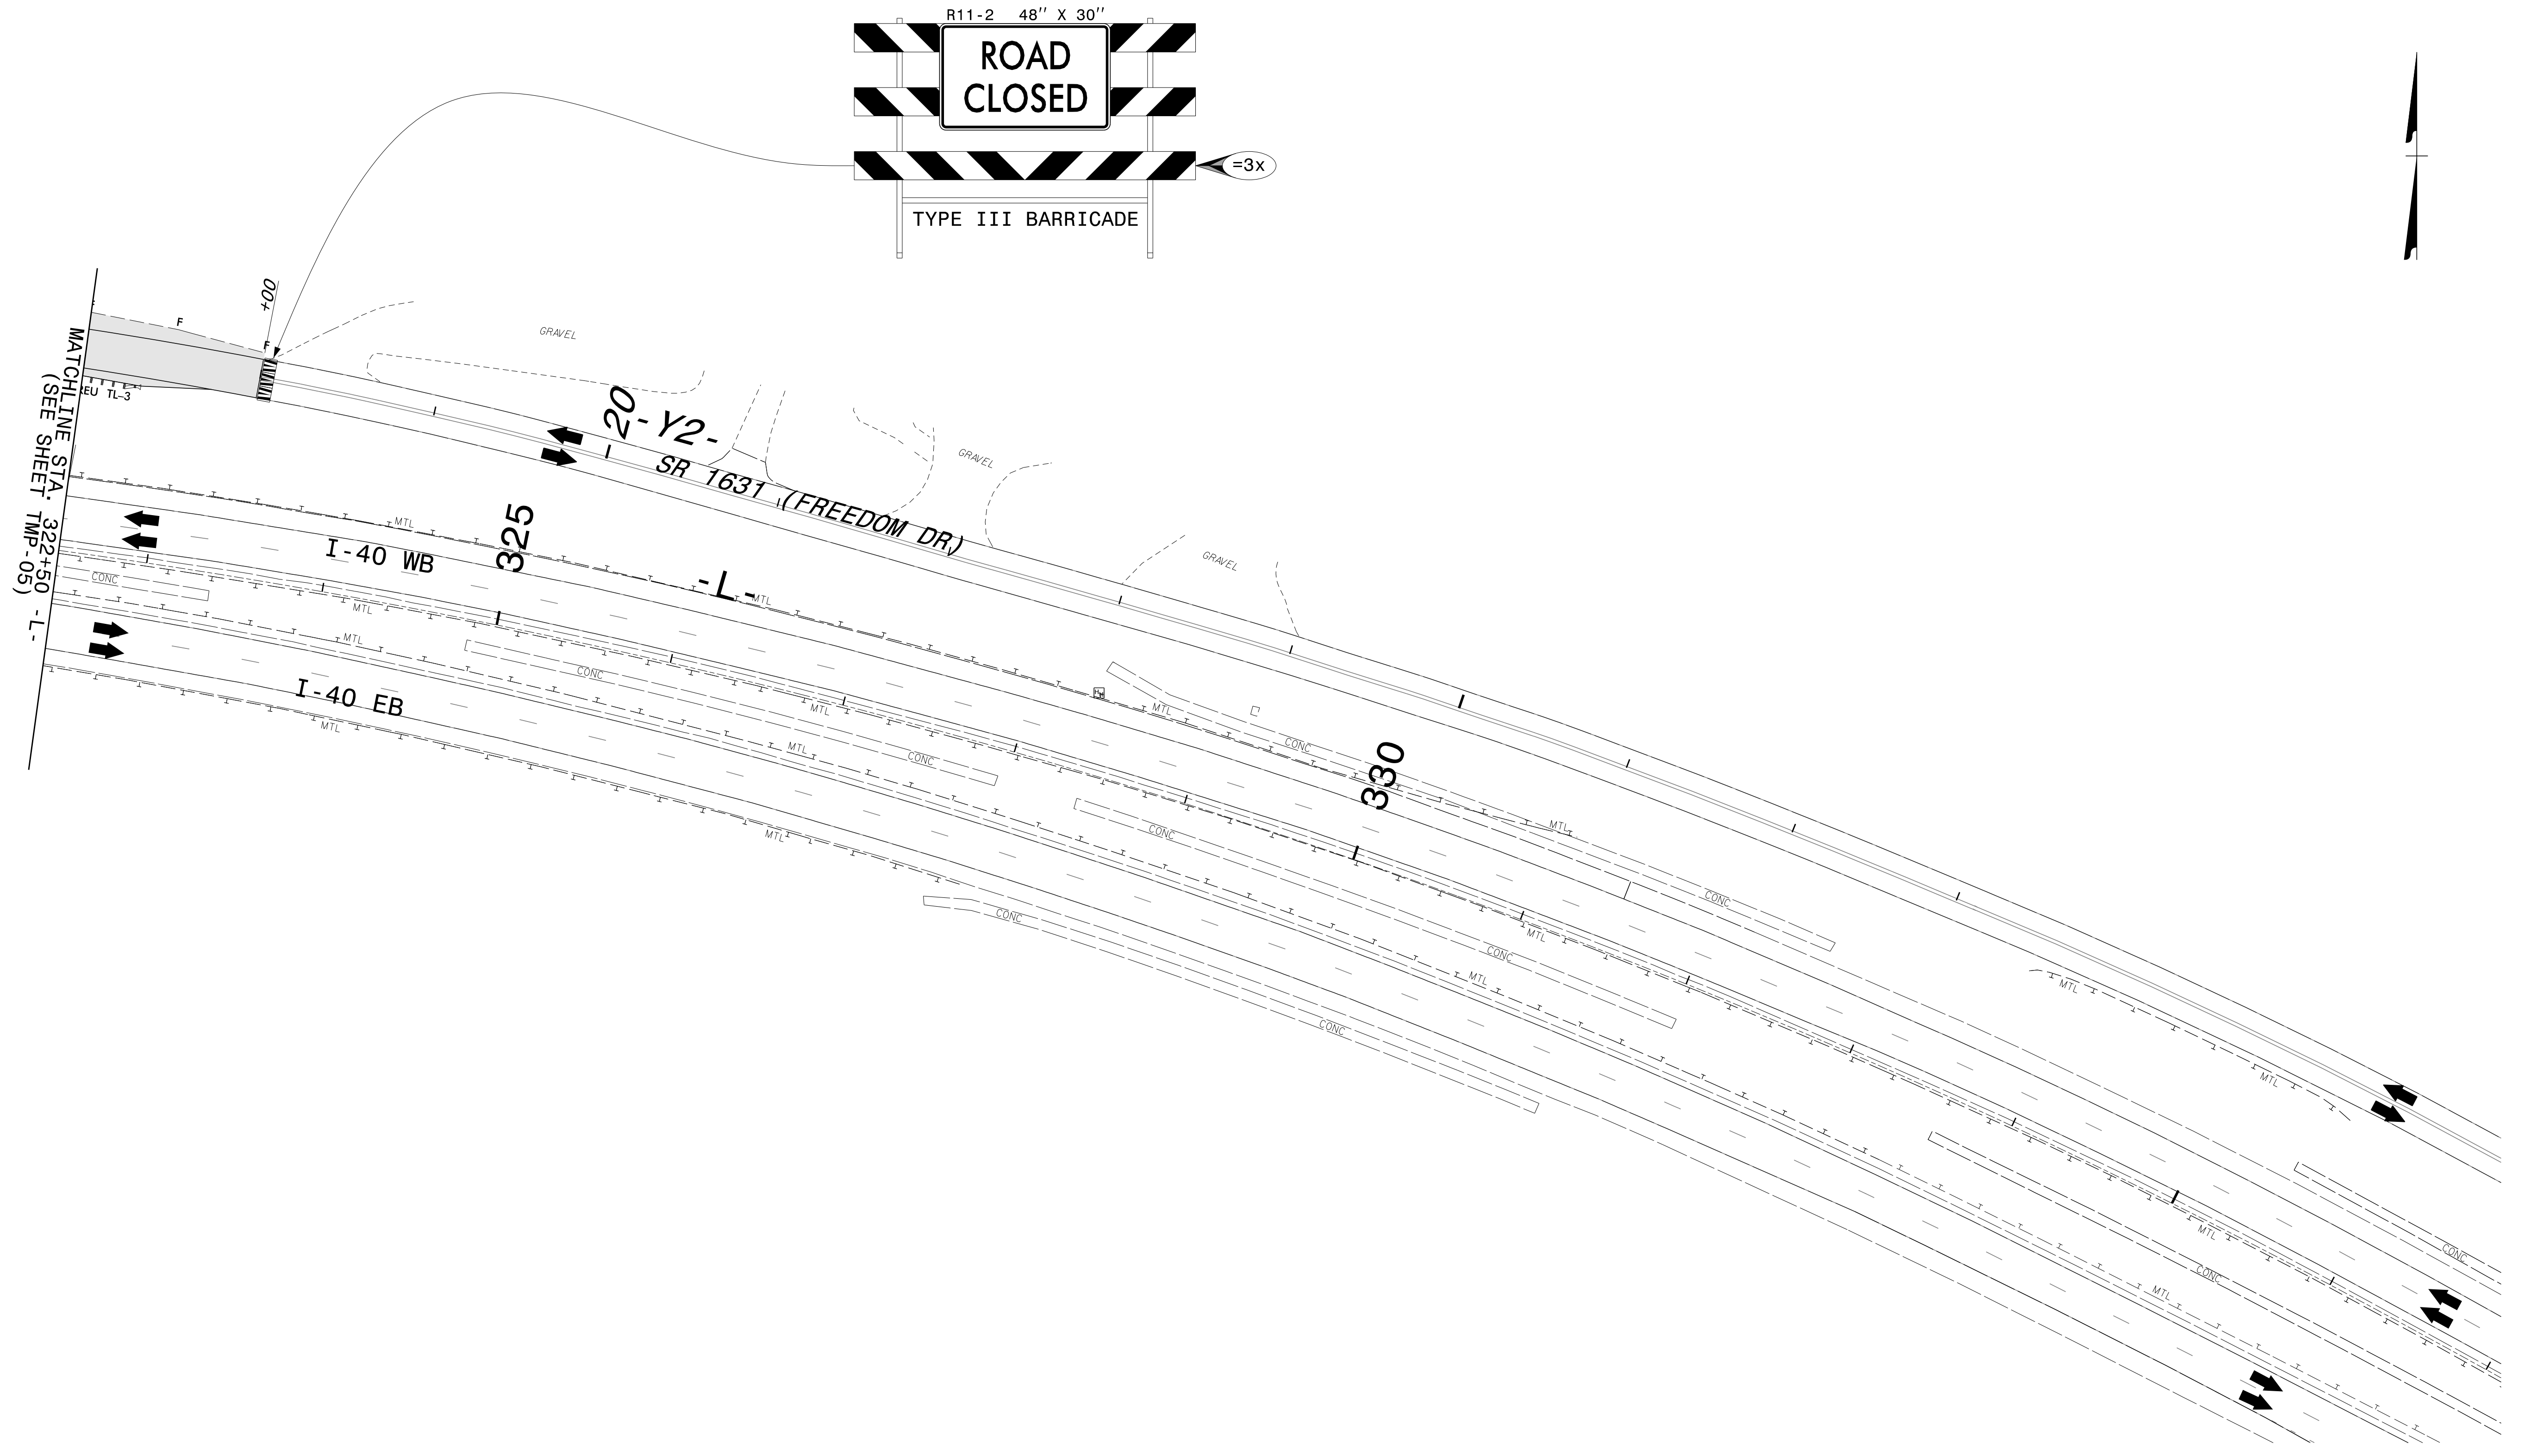 R11-2 48'' X 30''
ROAD
CLOSED
=3x
TYPE III BARRICADE
+00
F
F
GRAVEL
MATCHLINE STA. 322+50 -L-
(SEE SHEET TMP-05)
TL-3
20
-Y2-
SR 1631 (FREEDOM DR)
GRAVEL
GRAVEL
MTL
325
I-40 WB
-L-
MTL
CONC
MTL
MTL
CONC
I-40 EB
MTL
MTL
MTL
CONC
MTL
CONC
330
MTL
MTL
CONC
CONC
CONC
MTL
CONC
MTL
CONC
MTL
MTL
MTL
CONC
CONC
MTL